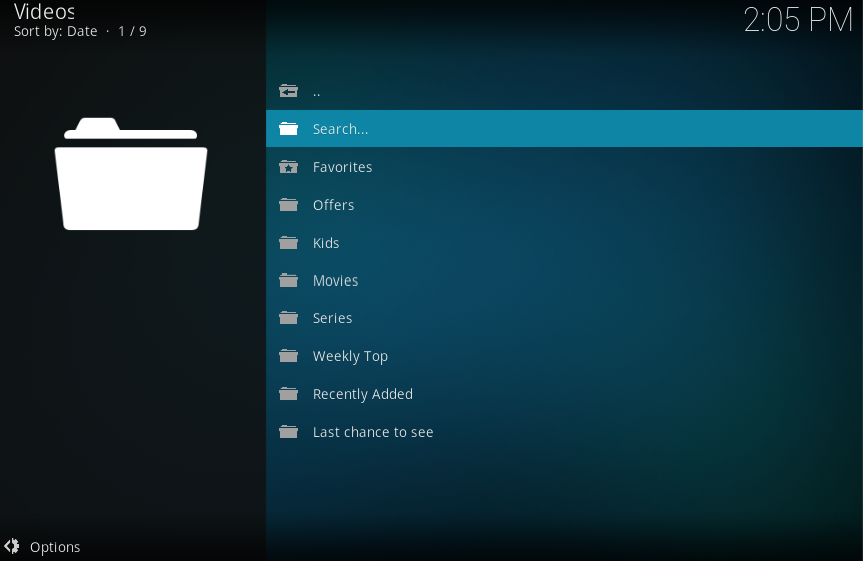 Videos
Sort by: Date · 1 / 9
2:05 PM
..
Search...
Favorites
Offers
Kids
Movies
Series
Weekly Top
Recently Added
Last chance to see
Options